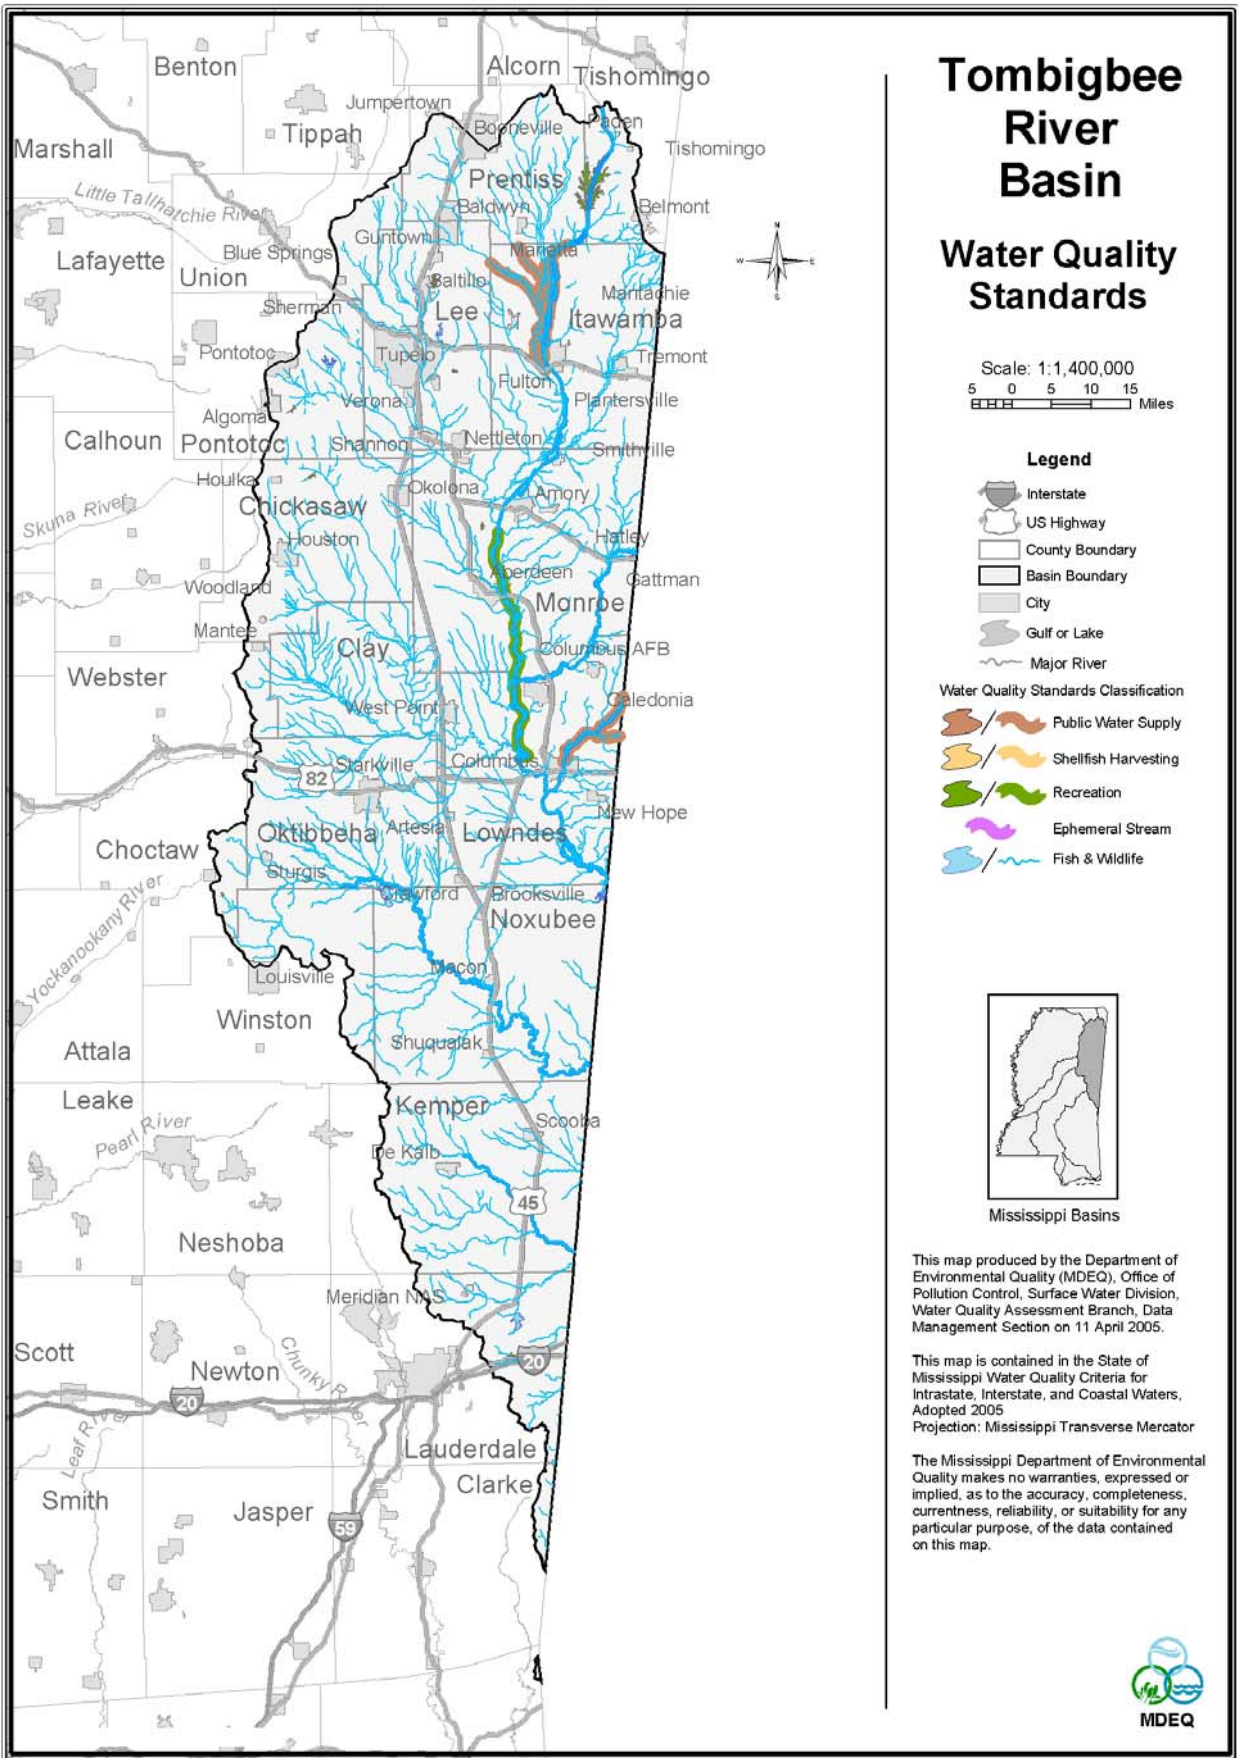 Tombigbee
River
Basin
Water Quality
Standards
N
W
E
S
Scale: 1:1,400,000
5 0 5 10 15
Miles
Legend
Interstate
US Highway
County Boundary
Basin Boundary
City
Gulf or Lake
Major River
Water Quality Standards Classification
Public Water Supply
Shellfish Harvesting
Recreation
Ephemeral Stream
Fish & Wildlife
Mississippi Basins
This map produced by the Department of
Environmental Quality (MDEQ), Office of
Pollution Control, Surface Water Division,
Water Quality Assessment Branch, Data
Management Section on 11 April 2005.
This map is contained in the State of
Mississippi Water Quality Criteria for
Intrastate, Interstate, and Coastal Waters,
Adopted 2005
Projection: Mississippi Transverse Mercator
The Mississippi Department of Environmental
Quality makes no warranties, expressed or
implied, as to the accuracy, completeness,
currentness, reliability, or suitability for any
particular purpose, of the data contained
on this map.
MDEQ
Benton
Alcorn
Tishomingo
Jumpertown
Tippah
Booneville
Paden
Marshall
Tishomingo
Prentiss
Little Tallhatchie River
Baldwyn
Belmont
Guntown
Marietta
Blue Springs
Lafayette
Union
Saltillo
Mantachie
Sherman
Lee
Itawamba
Pontotoc
Tupelo
Tremont
Fulton
Verona
Plantersville
Algoma
Calhoun
Pontotoc
Shannon
Nettleton
Smithville
Houlka
Okolona
Amory
Skuna River
Chickasaw
Houston
Hatley
Aberdeen
Gattman
Woodland
Monroe
Mantee
Clay
Columbus AFB
Webster
West Point
Caledonia
82
Starkville
Columbus
New Hope
Oktibbeha
Artesia
Lowndes
Choctaw
Sturgis
Crawford
Brooksville
Yockanookany River
Noxubee
Macon
Louisville
Winston
Shuqualak
Attala
Leake
Kemper
Scooba
Pearl River
De Kalb
45
Neshoba
Meridian NAS
Scott
Newton
Chunky River
20
20
Leaf River
Lauderdale
Clarke
Smith
Jasper
59